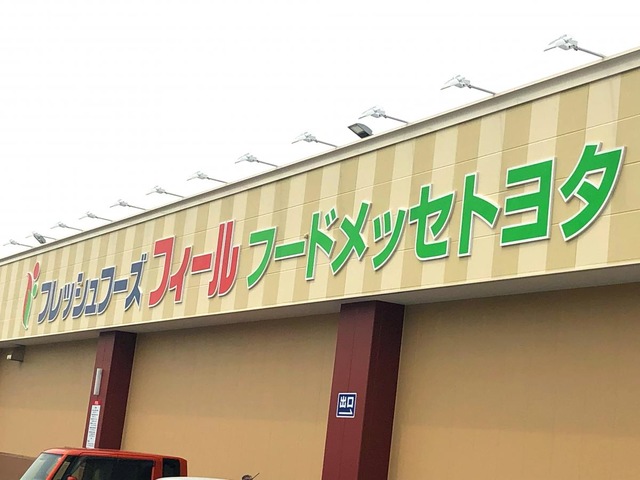 フレッシュフーズ フィール フードメッセトヨタ
出口